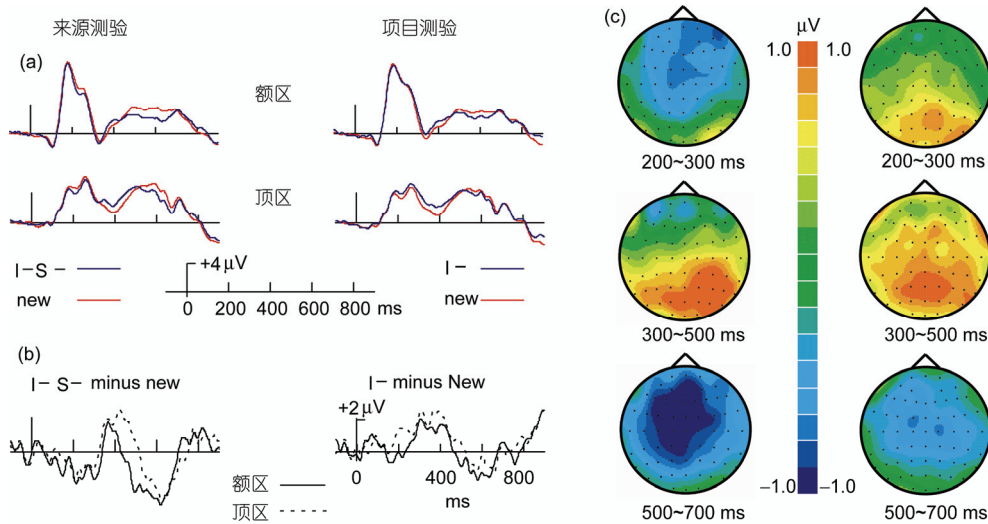 来源测验
项目测验
(a)
额区
顶区
I-S-
new
+4 μV
0 200 400 600 800 ms
I-
new
(b)
I- S- minus new
I- minus New
+2 μV
0 400 800
ms
额区
顶区
(c)
μV
1.0 1.0
200~300 ms
200~300 ms
300~500 ms
300~500 ms
–1.0 –1.0
500~700 ms
500~700 ms